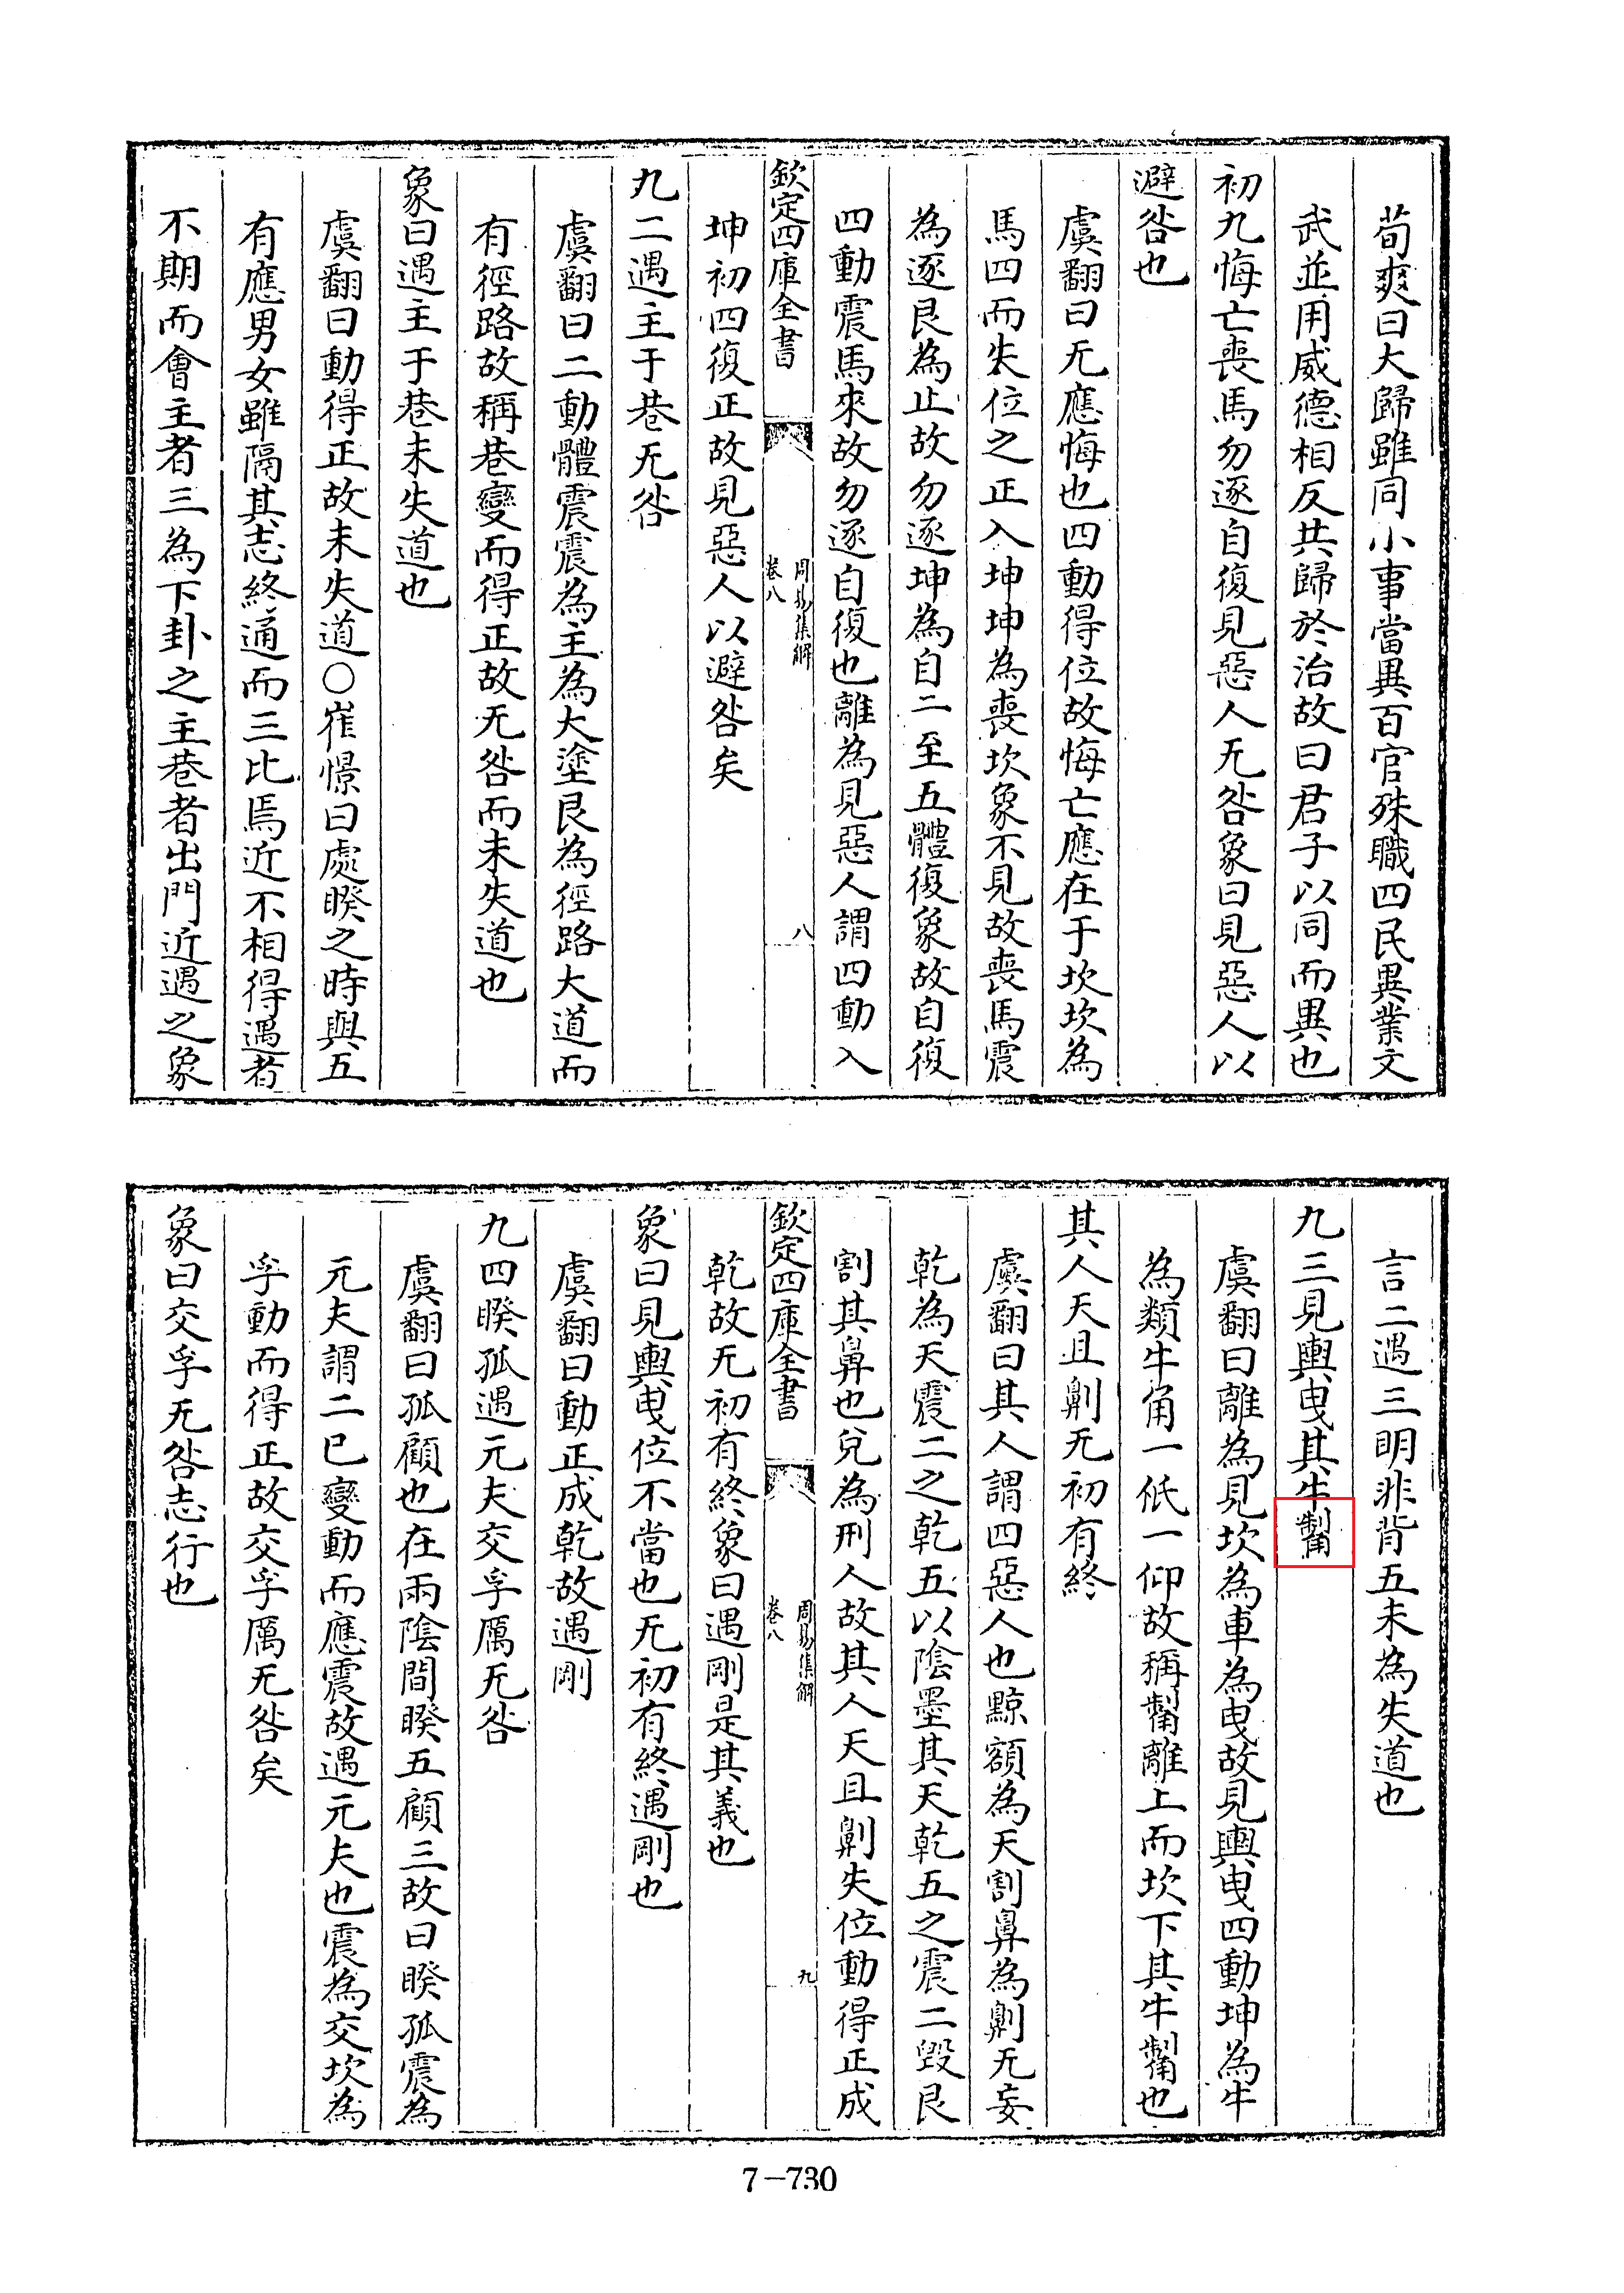 荀爽曰大歸雖同小事當異百官殊職四民異業文
武並用威德相反共歸於治故曰君子以同而異也
初九悔亡喪馬勿逐自復見惡人无咎象曰見惡人以
避咎也
虞翻曰无應悔也四動得位故悔亡應在于坎坎為
馬四而失位之正入坤坤為喪坎象不見故喪馬震
為逐艮為止故勿逐坤為自二至五體復象故自復
四動震馬來故勿逐自復也離為見惡人謂四動入
欽定四庫全書
周易集解
卷八
八
坤初四復正故見惡人以避咎矣
九二遇主于巷无咎
虞翻曰二動體震震為主為大塗艮為徑路大道而
有徑路故稱巷變而得正故无咎而未失道也
象曰遇主于巷未失道也
虞翻曰動得正故未失道○崔憬曰處睽之時與五
有應男女雖隔其志終通而三比焉近不相得遇者
不期而會主者三為下卦之主巷者出門近遇之象
言二遇三明非背五未為失道也
九三見輿曳其牛觢
虞翻曰離為見坎為車為曳故見輿曳四動坤為牛
為類牛角一低一仰故稱觢離上而坎下其牛觢也
其人天且劓无初有終
虞翻曰其人謂四惡人也黥額為天割鼻為劓无妄
乾為天震二之乾五以陰墨其天乾五之震二毀艮
割其鼻也兌為刑人故其人天且劓失位動得正成
欽定四庫全書
周易集解
卷八
九
乾故无初有終象曰遇剛是其義也
象曰見輿曳位不當也无初有終遇剛也
虞翻曰動正成乾故遇剛
九四睽孤遇元夫交孚厲无咎
虞翻曰孤顧也在兩陰間睽五顧三故曰睽孤震為
元夫謂二已變動而應震故遇元夫也震為交坎為
孚動而得正故交孚厲无咎矣
象曰交孚无咎志行也
7-730